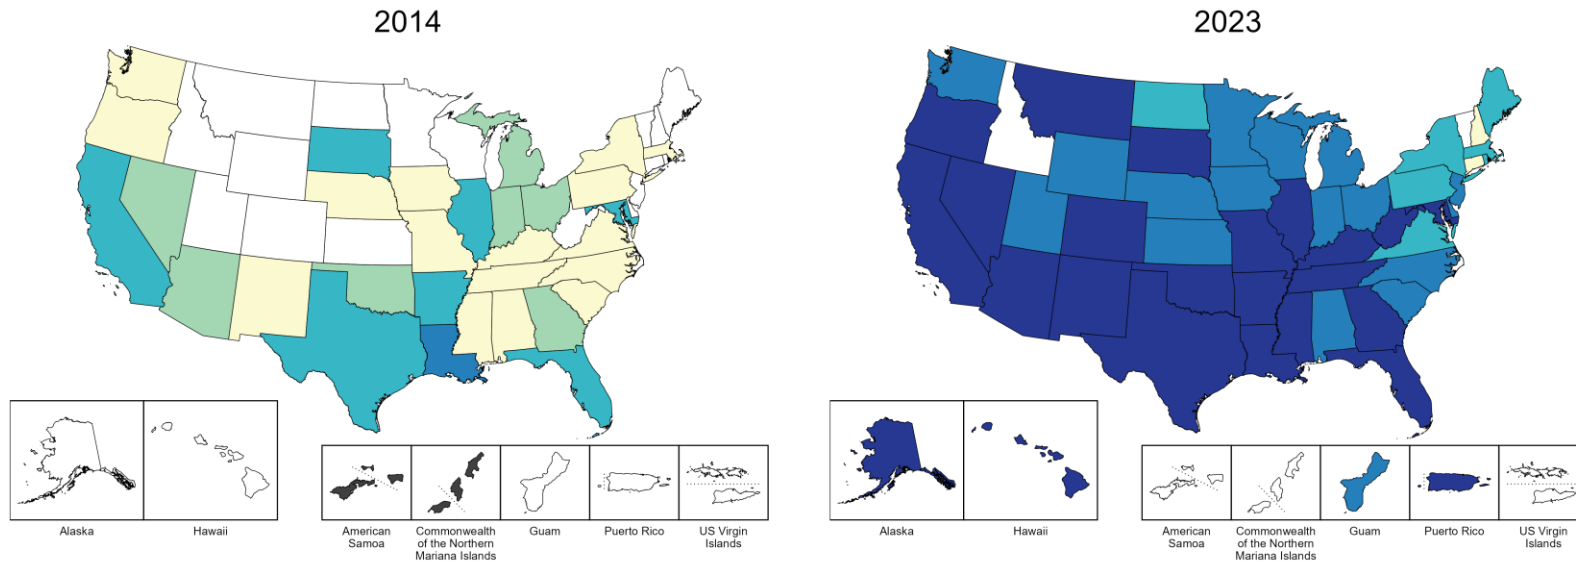 2014
2023
Alaska
Hawaii
American
Samoa
Commonwealth
of the Northern
Mariana Islands
Guam
Puerto Rico
US Virgin
Islands
Alaska
Hawaii
American
Samoa
Commonwealth
of the Northern
Mariana Islands
Guam
Puerto Rico
US Virgin
Islands